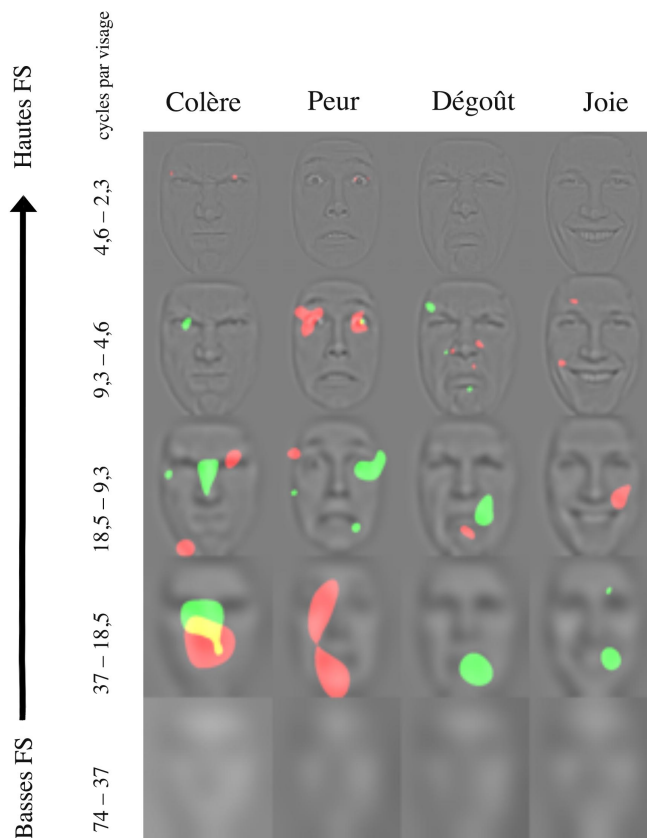 Hautes FS
cycles par visage
Colère
Peur
Dégoût
Joie
4,6 – 2,3
9,3 – 4,6
18,5 – 9,3
37 – 18,5
74 – 37
Basses FS